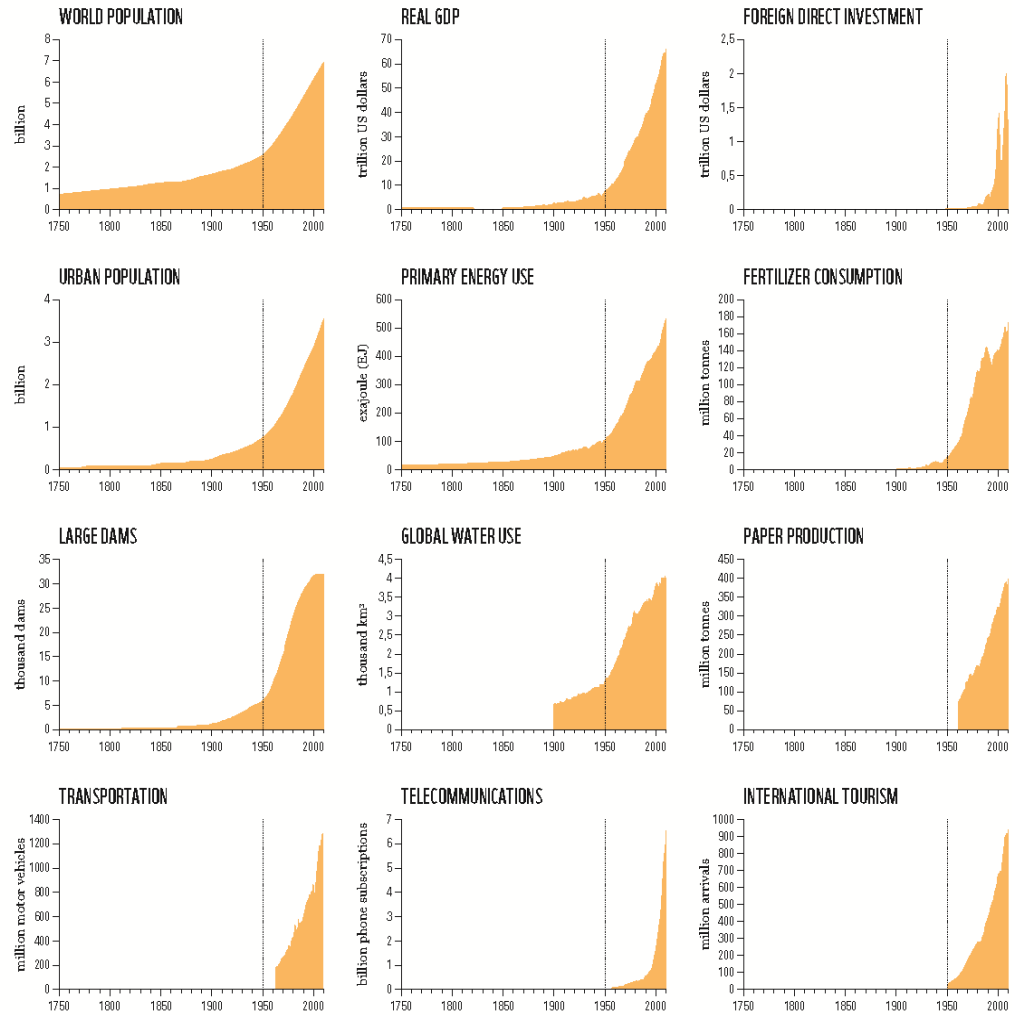 WORLD POPULATION
8
7
6
5
4
3
2
1
0
billion
1750 1800 1850 1900 1950 2000
REAL GDP
70
60
50
40
30
20
10
0
trillion US dollars
1750 1800 1850 1900 1950 2000
FOREIGN DIRECT INVESTMENT
2,5
2
1,5
1
0,5
0
trillion US dollars
1750 1800 1850 1900 1950 2000
URBAN POPULATION
4
3
2
1
0
billion
1750 1800 1850 1900 1950 2000
PRIMARY ENERGY USE
600
500
400
300
200
100
0
exajoule (EJ)
1750 1800 1850 1900 1950 2000
FERTILIZER CONSUMPTION
200
180
160
140
120
100
80
60
40
20
0
million tonnes
1750 1800 1850 1900 1950 2000
LARGE DAMS
35
30
25
20
15
10
5
0
thousand dams
1750 1800 1850 1900 1950 2000
GLOBAL WATER USE
4,5
4
3,5
3
2,5
2
1,5
1
0,5
0
thousand km³
1750 1800 1850 1900 1950 2000
PAPER PRODUCTION
450
400
350
300
250
200
150
100
50
0
million tonnes
1750 1800 1850 1900 1950 2000
TRANSPORTATION
1400
1200
1000
800
600
400
200
0
million motor vehicles
1750 1800 1850 1900 1950 2000
TELECOMMUNICATIONS
7
6
5
4
3
2
1
0
billion phone subscriptions
1750 1800 1850 1900 1950 2000
INTERNATIONAL TOURISM
1000
900
800
700
600
500
400
300
200
100
0
million arrivals
1750 1800 1850 1900 1950 2000